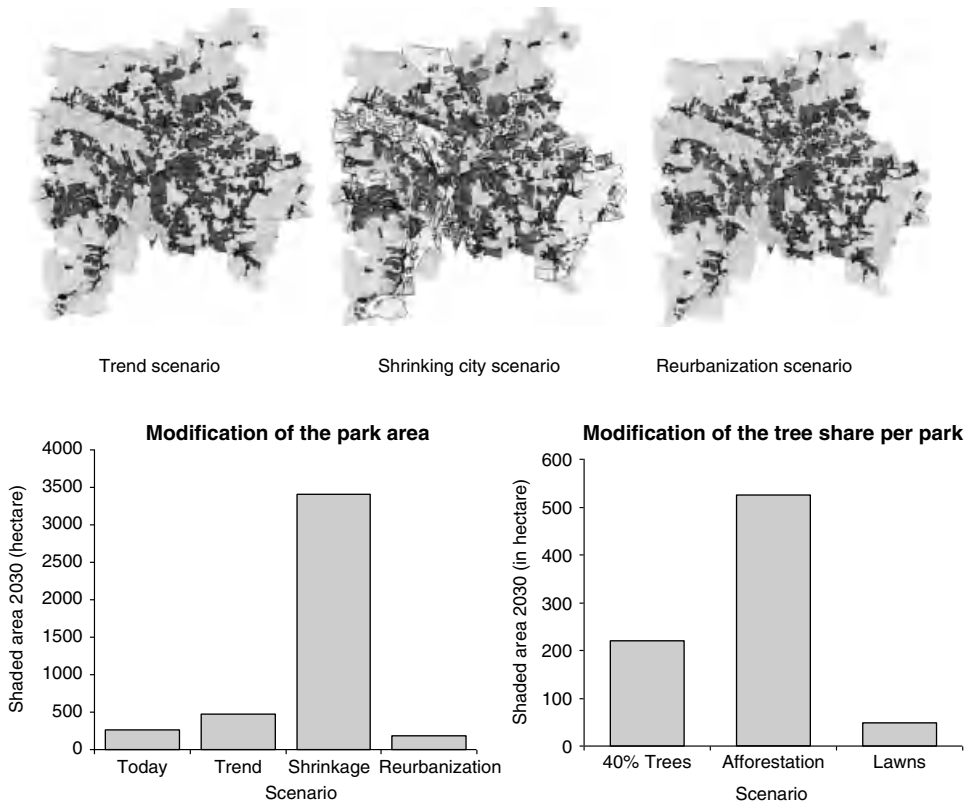 Trend scenario
Shrinking city scenario
Reurbanization scenario
Modification of the park area
Shaded area 2030 (hectare)
4000
3500
3000
2500
2000
1500
1000
500
0
Today
Trend
Shrinkage
Reurbanization
Scenario
Modification of the tree share per park
Shaded area 2030 (in hectare)
600
500
400
300
200
100
0
40% Trees
Afforestation
Lawns
Scenario